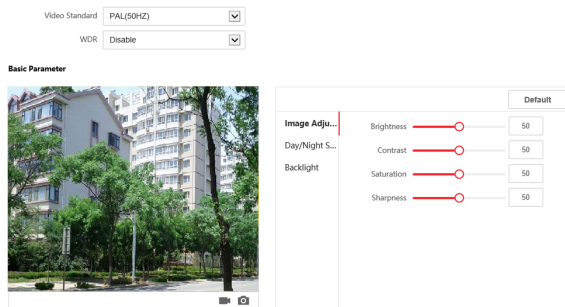 Video Standard PAL(50HZ)
WDR Disable
Basic Parameter
Default
Image Adju...
Day/Night S...
Backlight
Brightness 50
Contrast 50
Saturation 50
Sharpness 50